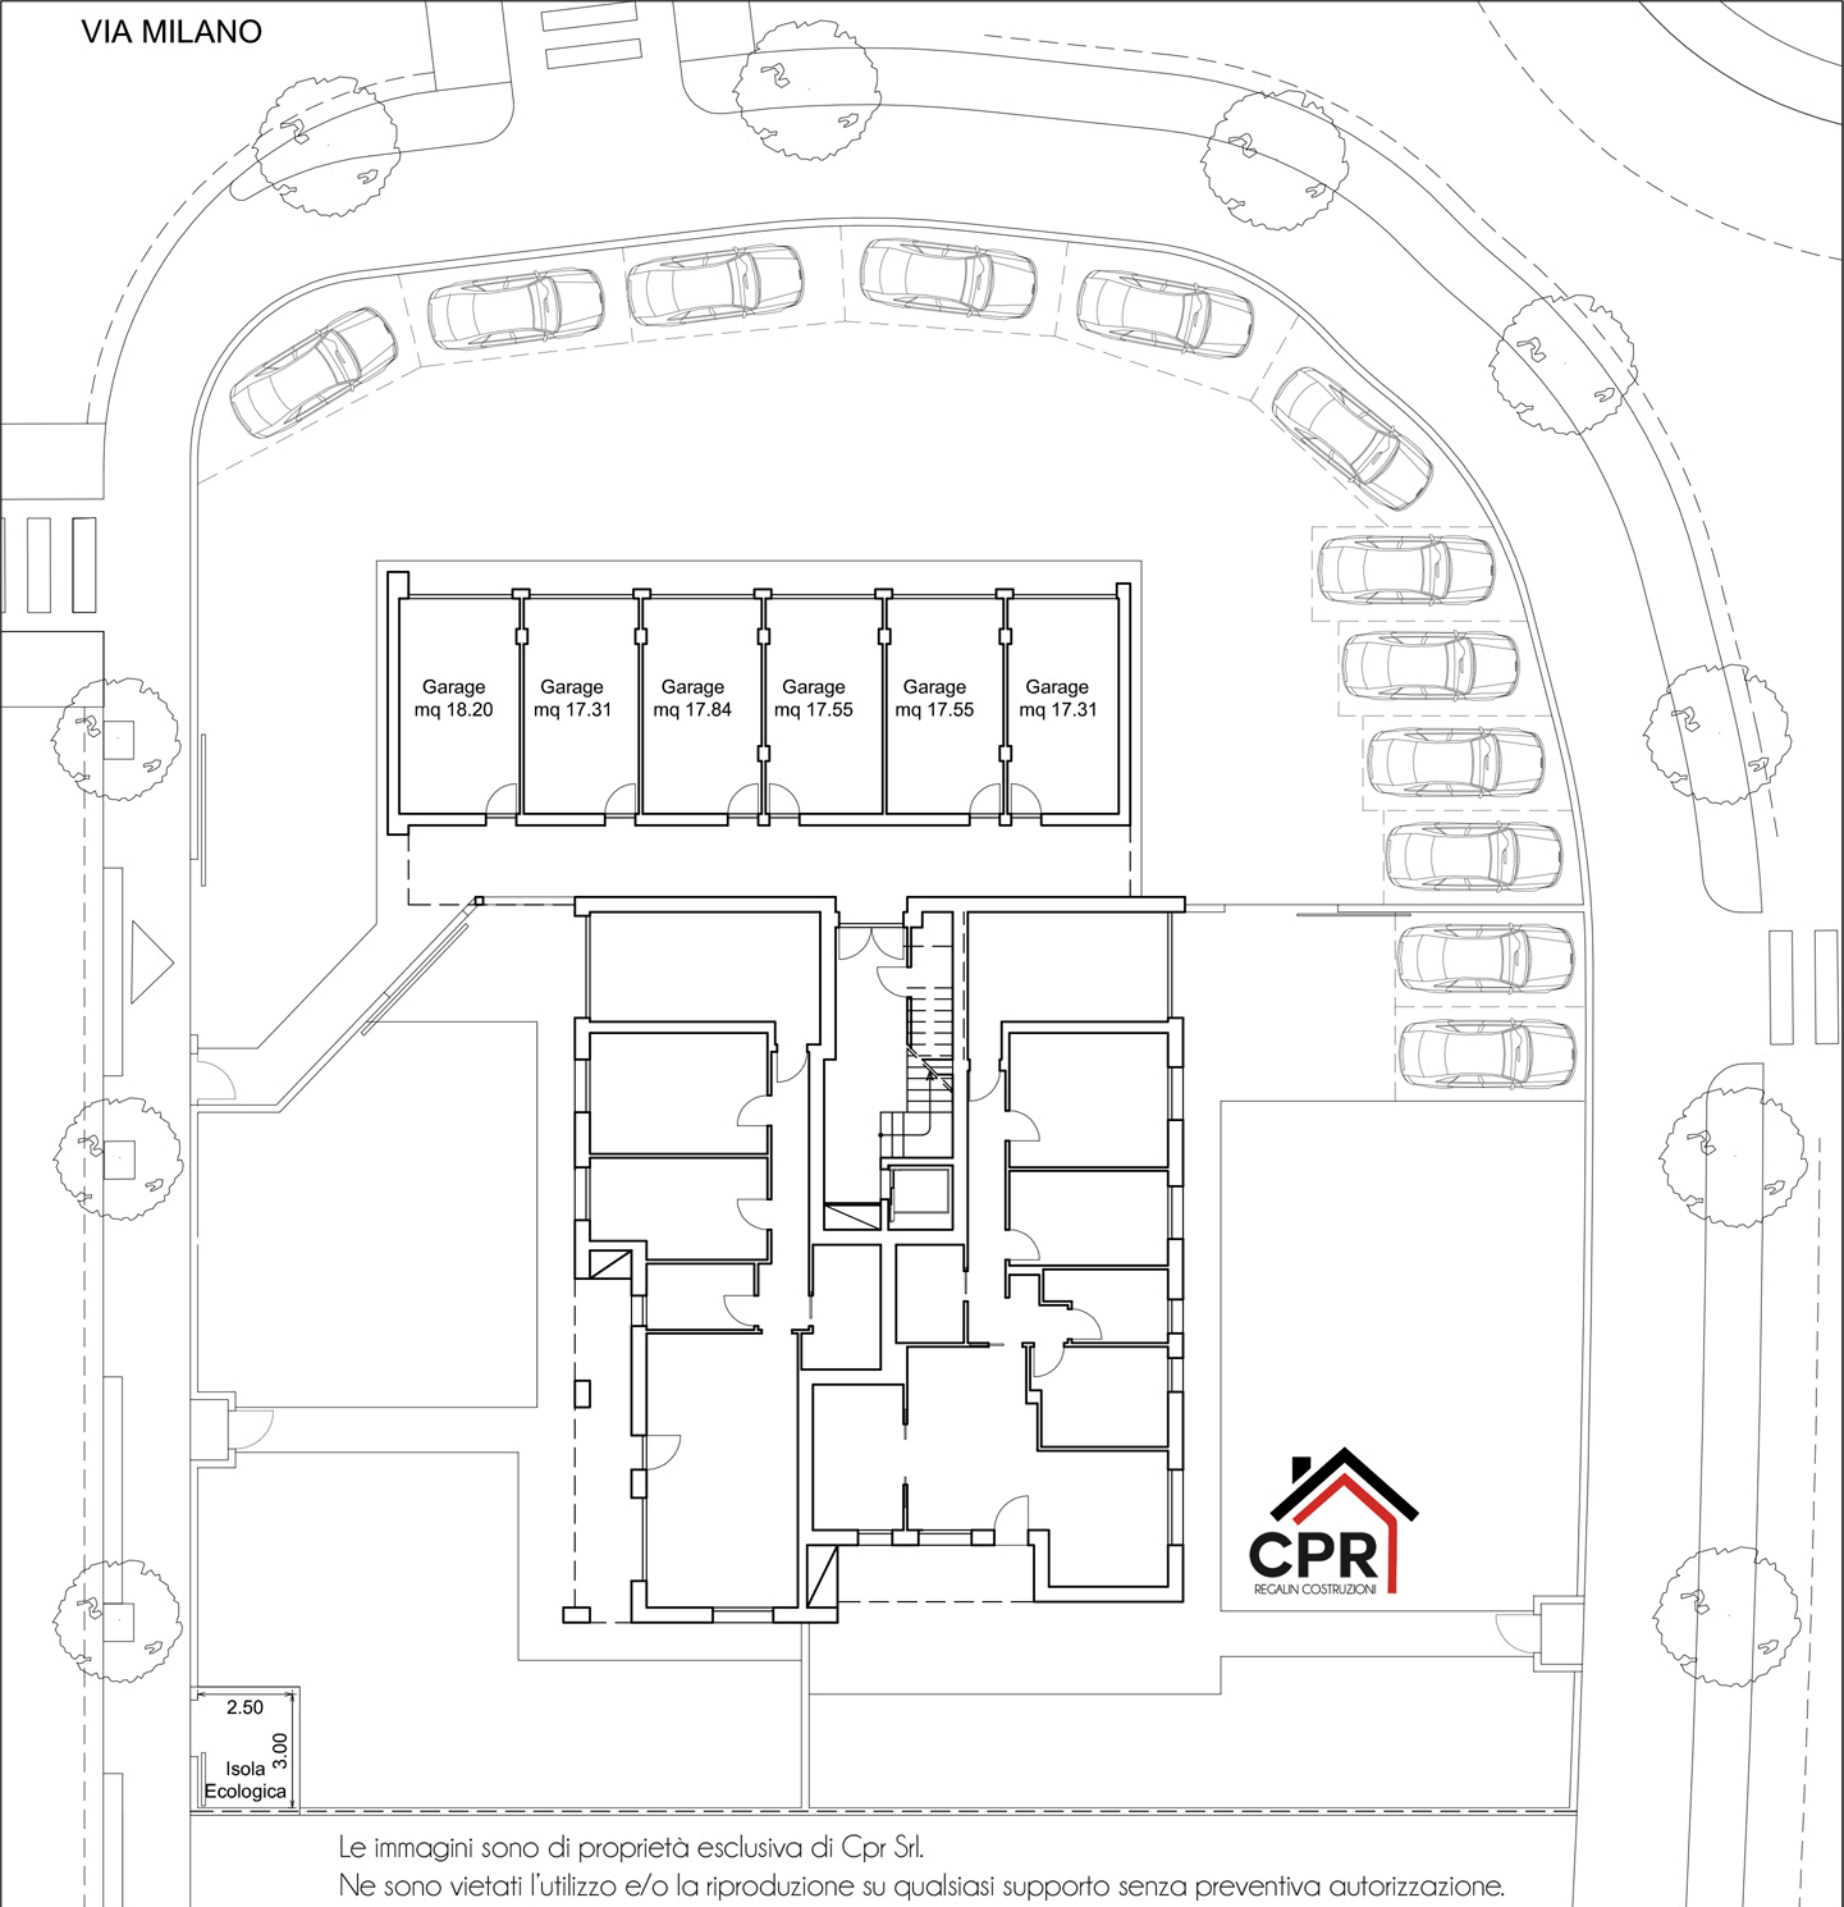 VIA MILANO
Garage
mq 18.20
Garage
mq 17.31
Garage
mq 17.84
Garage
mq 17.55
Garage
mq 17.55
Garage
mq 17.31
CPR
REGALIN COSTRUZIONI
2.50
3.00
Isola
Ecologica
Le immagini sono di proprietà esclusiva di Cpr Srl.
Ne sono vietati l'utilizzo e/o la riproduzione su qualsiasi supporto senza preventiva autorizzazione.